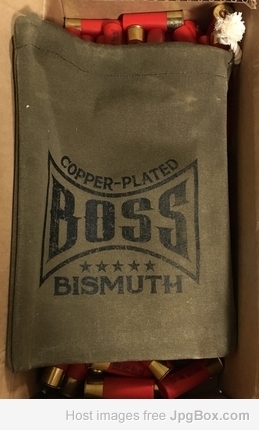 COPPER-PLATED
BOSS
BISMUTH
Host images free JpgBox.com